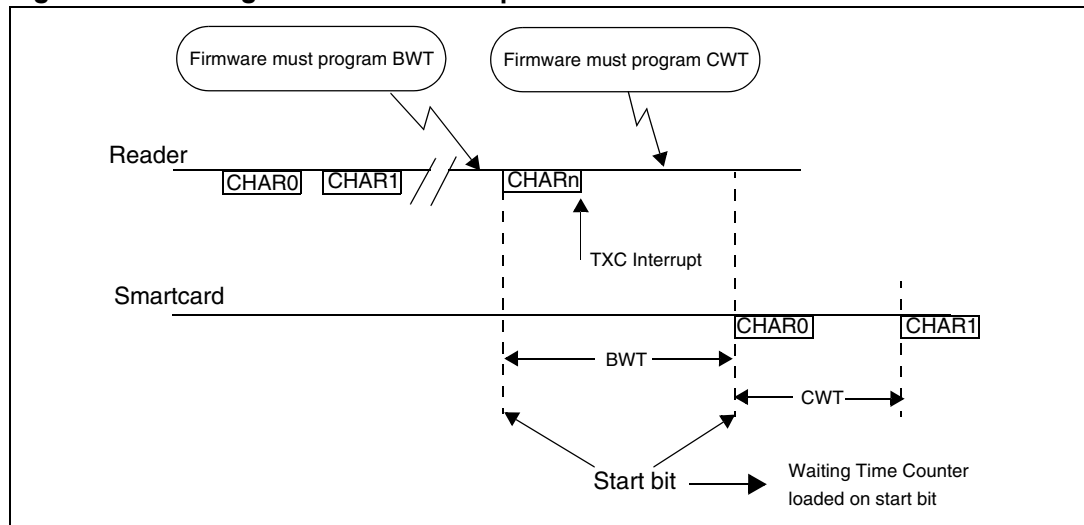 Firmware must program BWT
Firmware must program CWT
Reader
CHAR0
CHAR1
CHARn
TXC Interrupt
Smartcard
CHAR0
CHAR1
BWT
CWT
Start bit
Waiting Time Counter
loaded on start bit